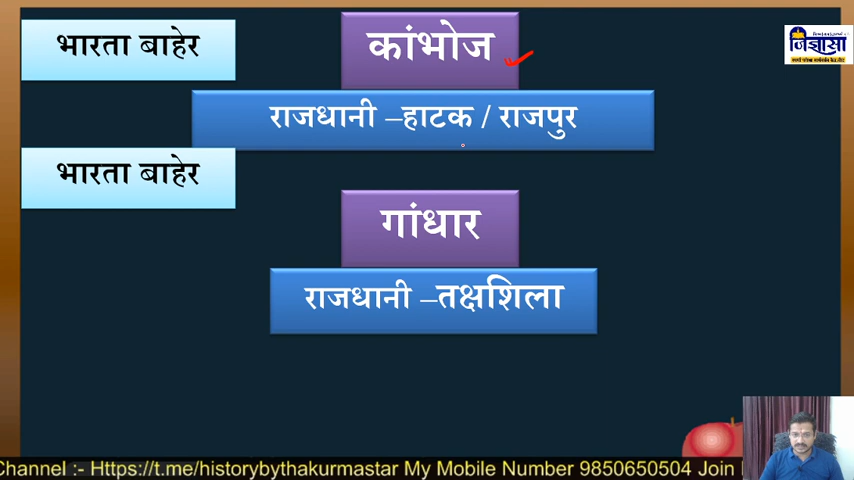 भारता बाहेर
कांभोज
जिज्ञासा
राजधानी –हाटक / राजपुर
भारता बाहेर
गांधार
राजधानी –तक्षशिला
Channel :- Https://t.me/historybythakurmastar My Mobile Number 9850650504 Join